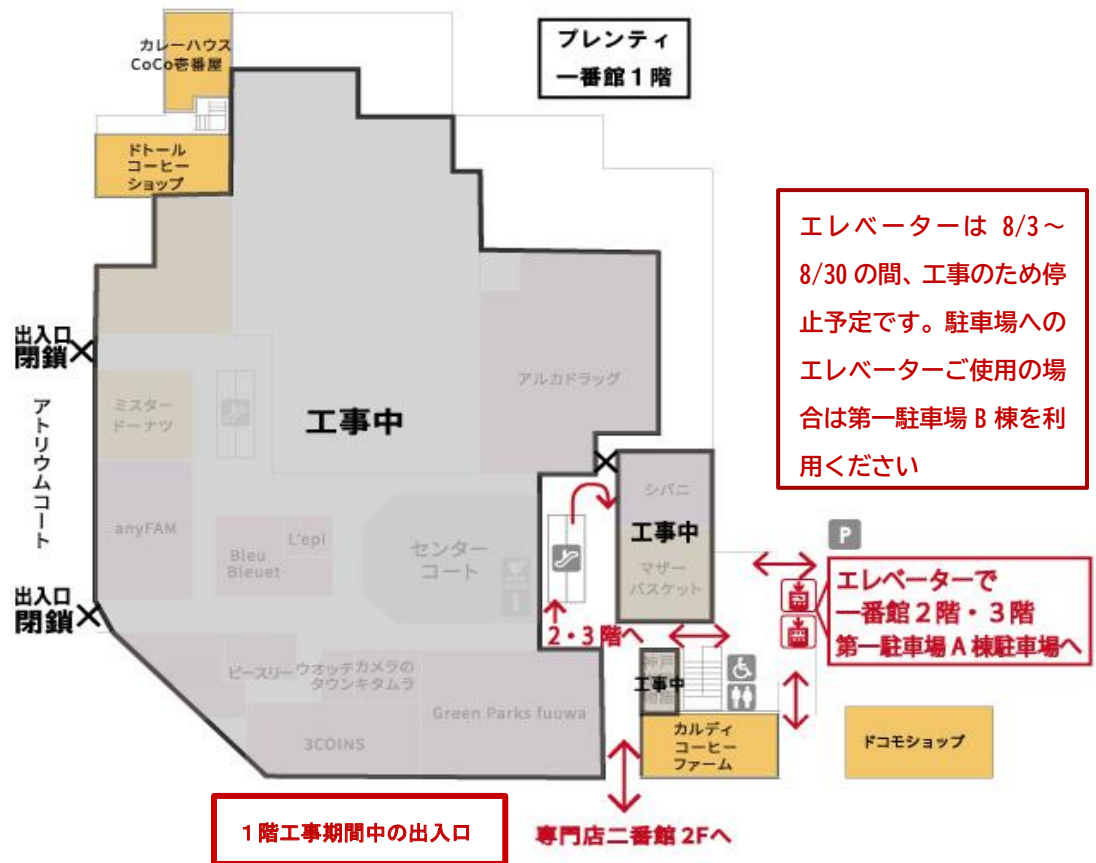 カレーハウス
CoCo壱番屋
プレンティ
一番館1階
ドトール
コーヒー
ショップ
エレベーターは 8/3～
8/30 の間、工事のため停
止予定です。駐車場への
エレベーターご使用の場
合は第一駐車場 B 棟を利
用ください
出入口
閉鎖
アトリウムコート
ミスター
ドーナツ
工事中
アルカドラッグ
anyFAM
Bleu
Bleuet
L'epi
センター
コート
シバニ
工事中
マザー
バスケット
P
エレベーターで
一番館2階・3階
第一駐車場A棟駐車場へ
出入口
閉鎖
2・3階へ
ビースリー
ウオッチ
タウン
カメラの
キタムラ
Green Parks fuuwa
3COINS
神戸
工事中
カルディ
コーヒー
ファーム
ドコモショップ
1階工事期間中の出入口
専門店二番館2Fへ